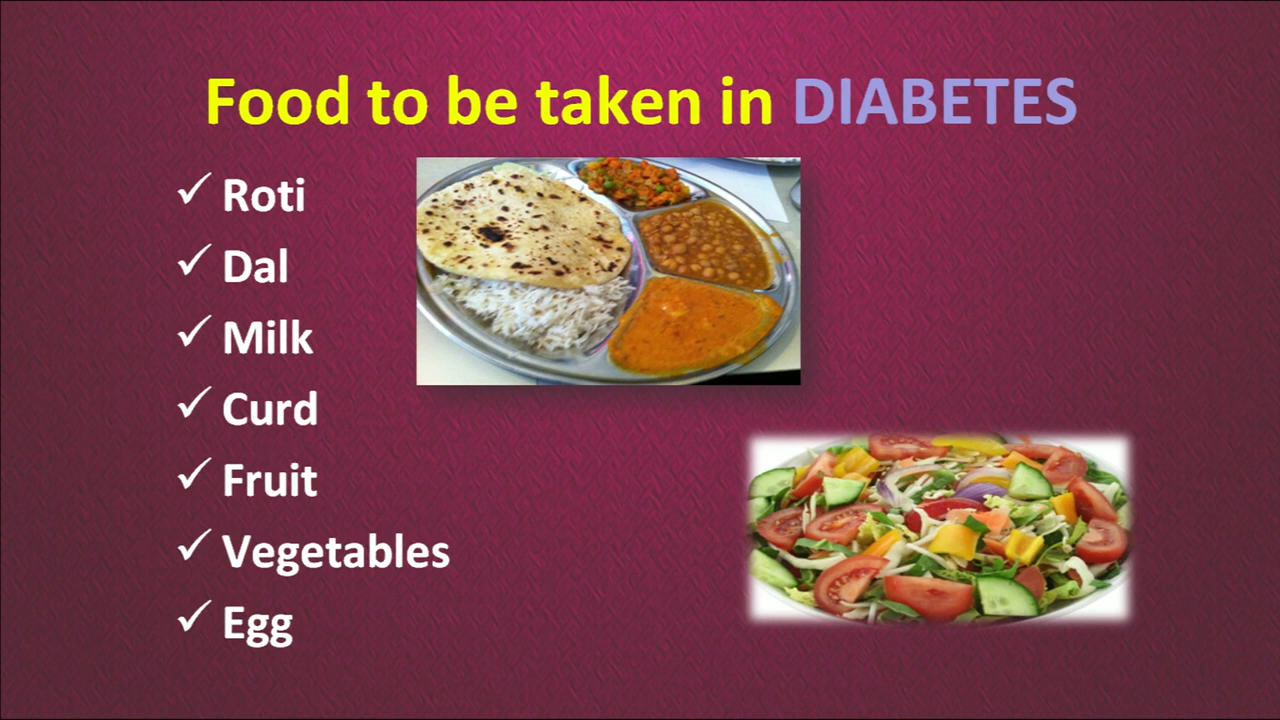 Food to be taken in DIABETES
✓ Roti
✓ Dal
✓ Milk
✓ Curd
✓ Fruit
✓ Vegetables
✓ Egg